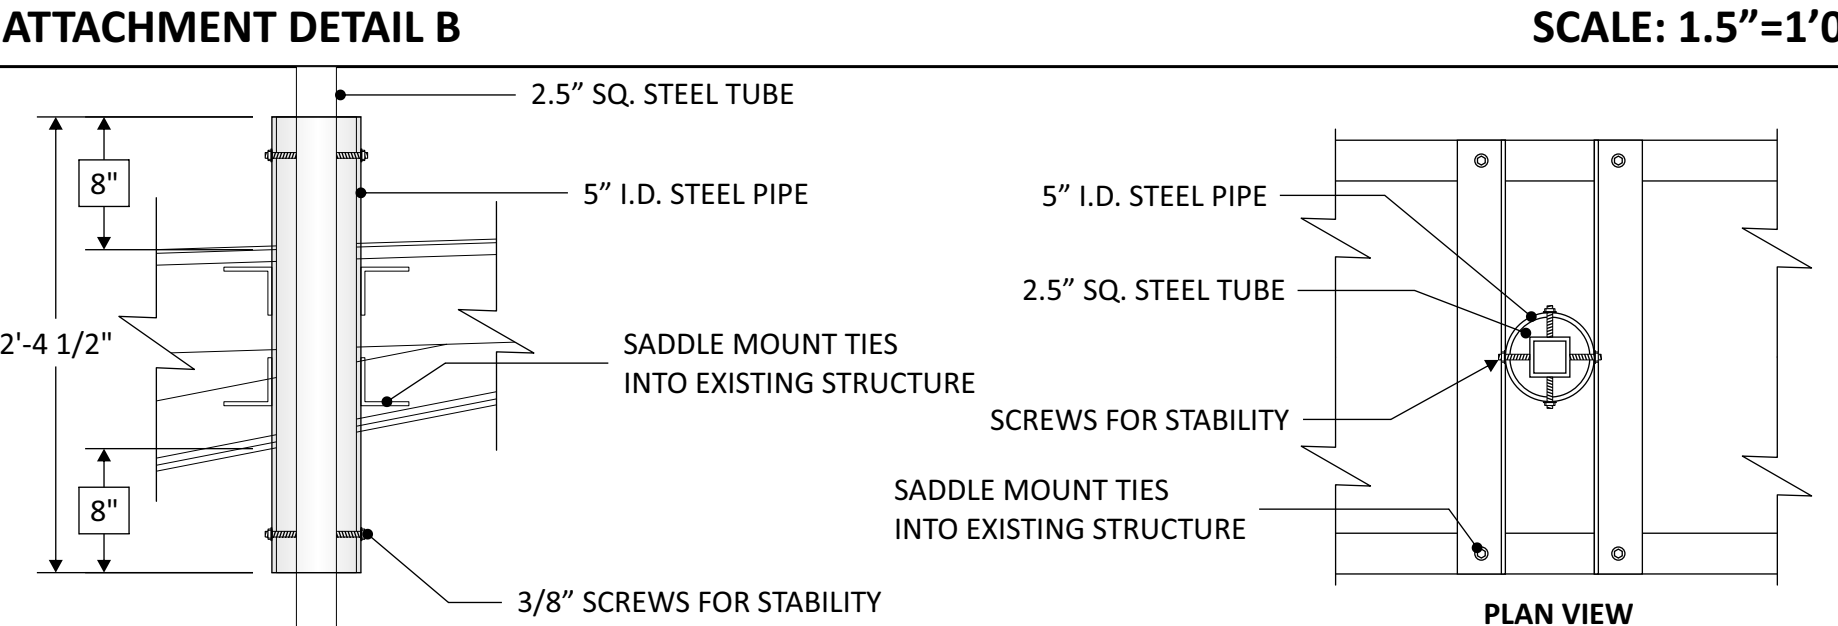 ATTACHMENT DETAIL B
SCALE: 1.5”=1’0
2.5” SQ. STEEL TUBE
8"
5” I.D. STEEL PIPE
2'-4 1/2"
SADDLE MOUNT TIES
INTO EXISTING STRUCTURE
8"
3/8” SCREWS FOR STABILITY
5” I.D. STEEL PIPE
2.5” SQ. STEEL TUBE
SCREWS FOR STABILITY
SADDLE MOUNT TIES
INTO EXISTING STRUCTURE
PLAN VIEW